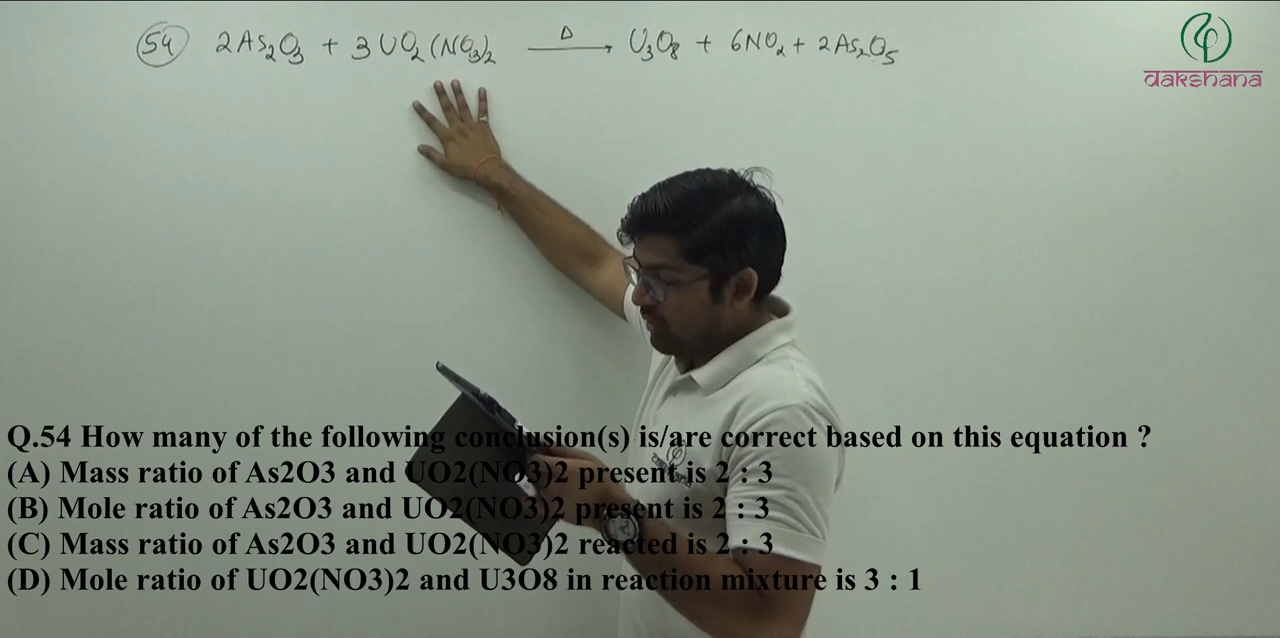 54 2As2O3 + 3UO2(NO3)2 —Δ→ U3O8 + 6NO2 + 2As2O5
dakshana
Q.54 How many of the following conclusion(s) is/are correct based on this equation ?
(A) Mass ratio of As2O3 and UO2(NO3)2 present is 2 : 3
(B) Mole ratio of As2O3 and UO2(NO3)2 present is 2 : 3
(C) Mass ratio of As2O3 and UO2(NO3)2 reacted is 2 : 3
(D) Mole ratio of UO2(NO3)2 and U3O8 in reaction mixture is 3 : 1